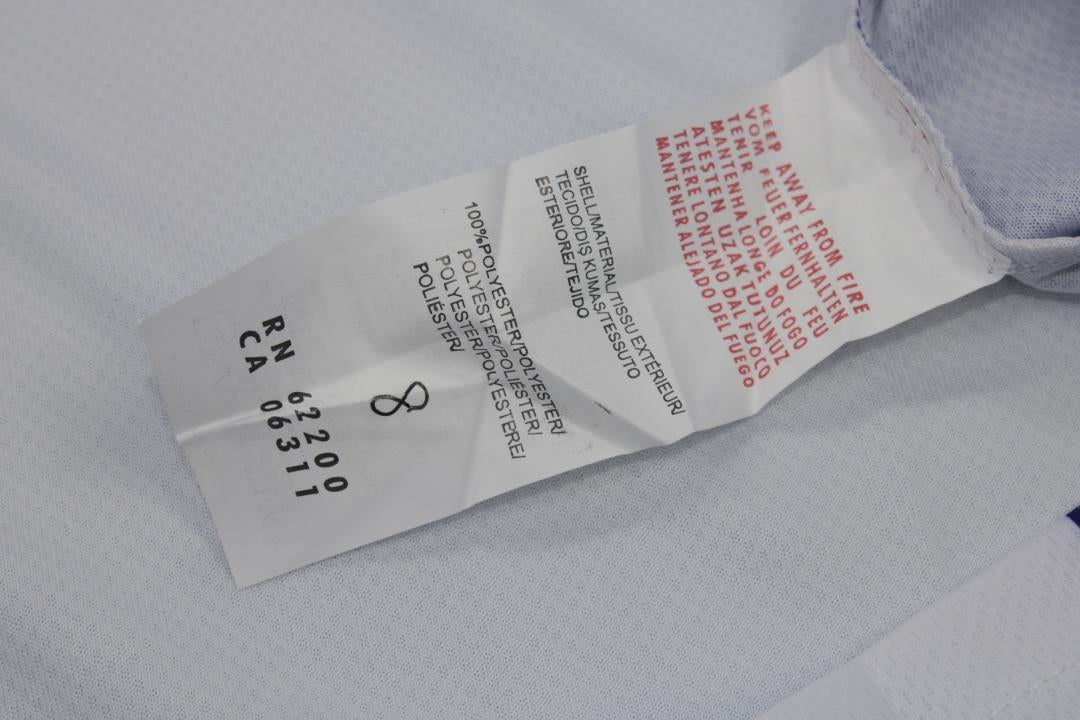 KEEP AWAY FROM FIRE
VOM FEUER FERNHALTEN
TENIR LOIN DU FEU
MANTENHA LONGE DO FOGO
ATEŞTEN UZAK TUTUNUZ
TENERE LONTANO DAL FUOCO
MANTENER ALEJADO DEL FUEGO
SHELL/MATERIAL/TISSU EXTÉRIEUR/
TECIDO/DIŞ KUMAŞ/TESSUTO
ESTERIORE/TEJIDO
100%POLYESTER/POLYESTER/
POLYESTER/POLIÉSTER/
POLYESTER/POLYESTERE/
POLIÉSTER/
8
RN 62200
CA 06311